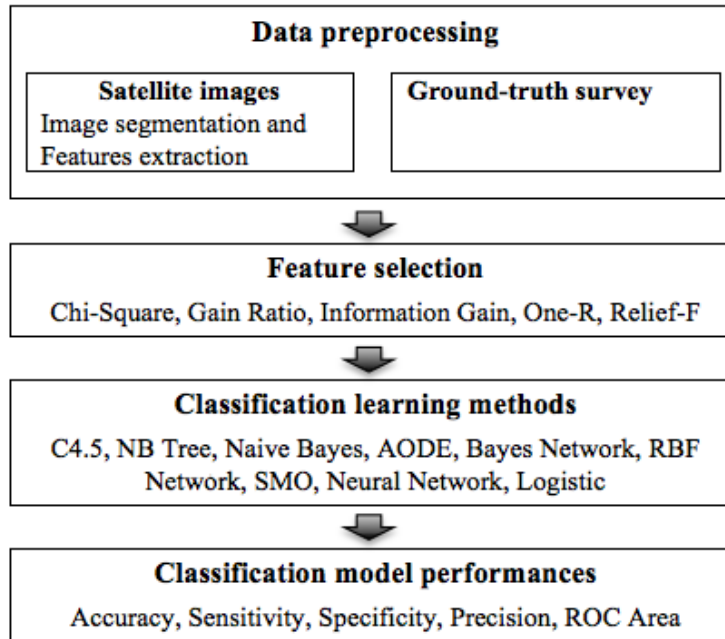 Data preprocessing
Satellite images
Image segmentation and
Features extraction
Ground-truth survey
Feature selection
Chi-Square, Gain Ratio, Information Gain, One-R, Relief-F
Classification learning methods
C4.5, NB Tree, Naive Bayes, AODE, Bayes Network, RBF
Network, SMO, Neural Network, Logistic
Classification model performances
Accuracy, Sensitivity, Specificity, Precision, ROC Area